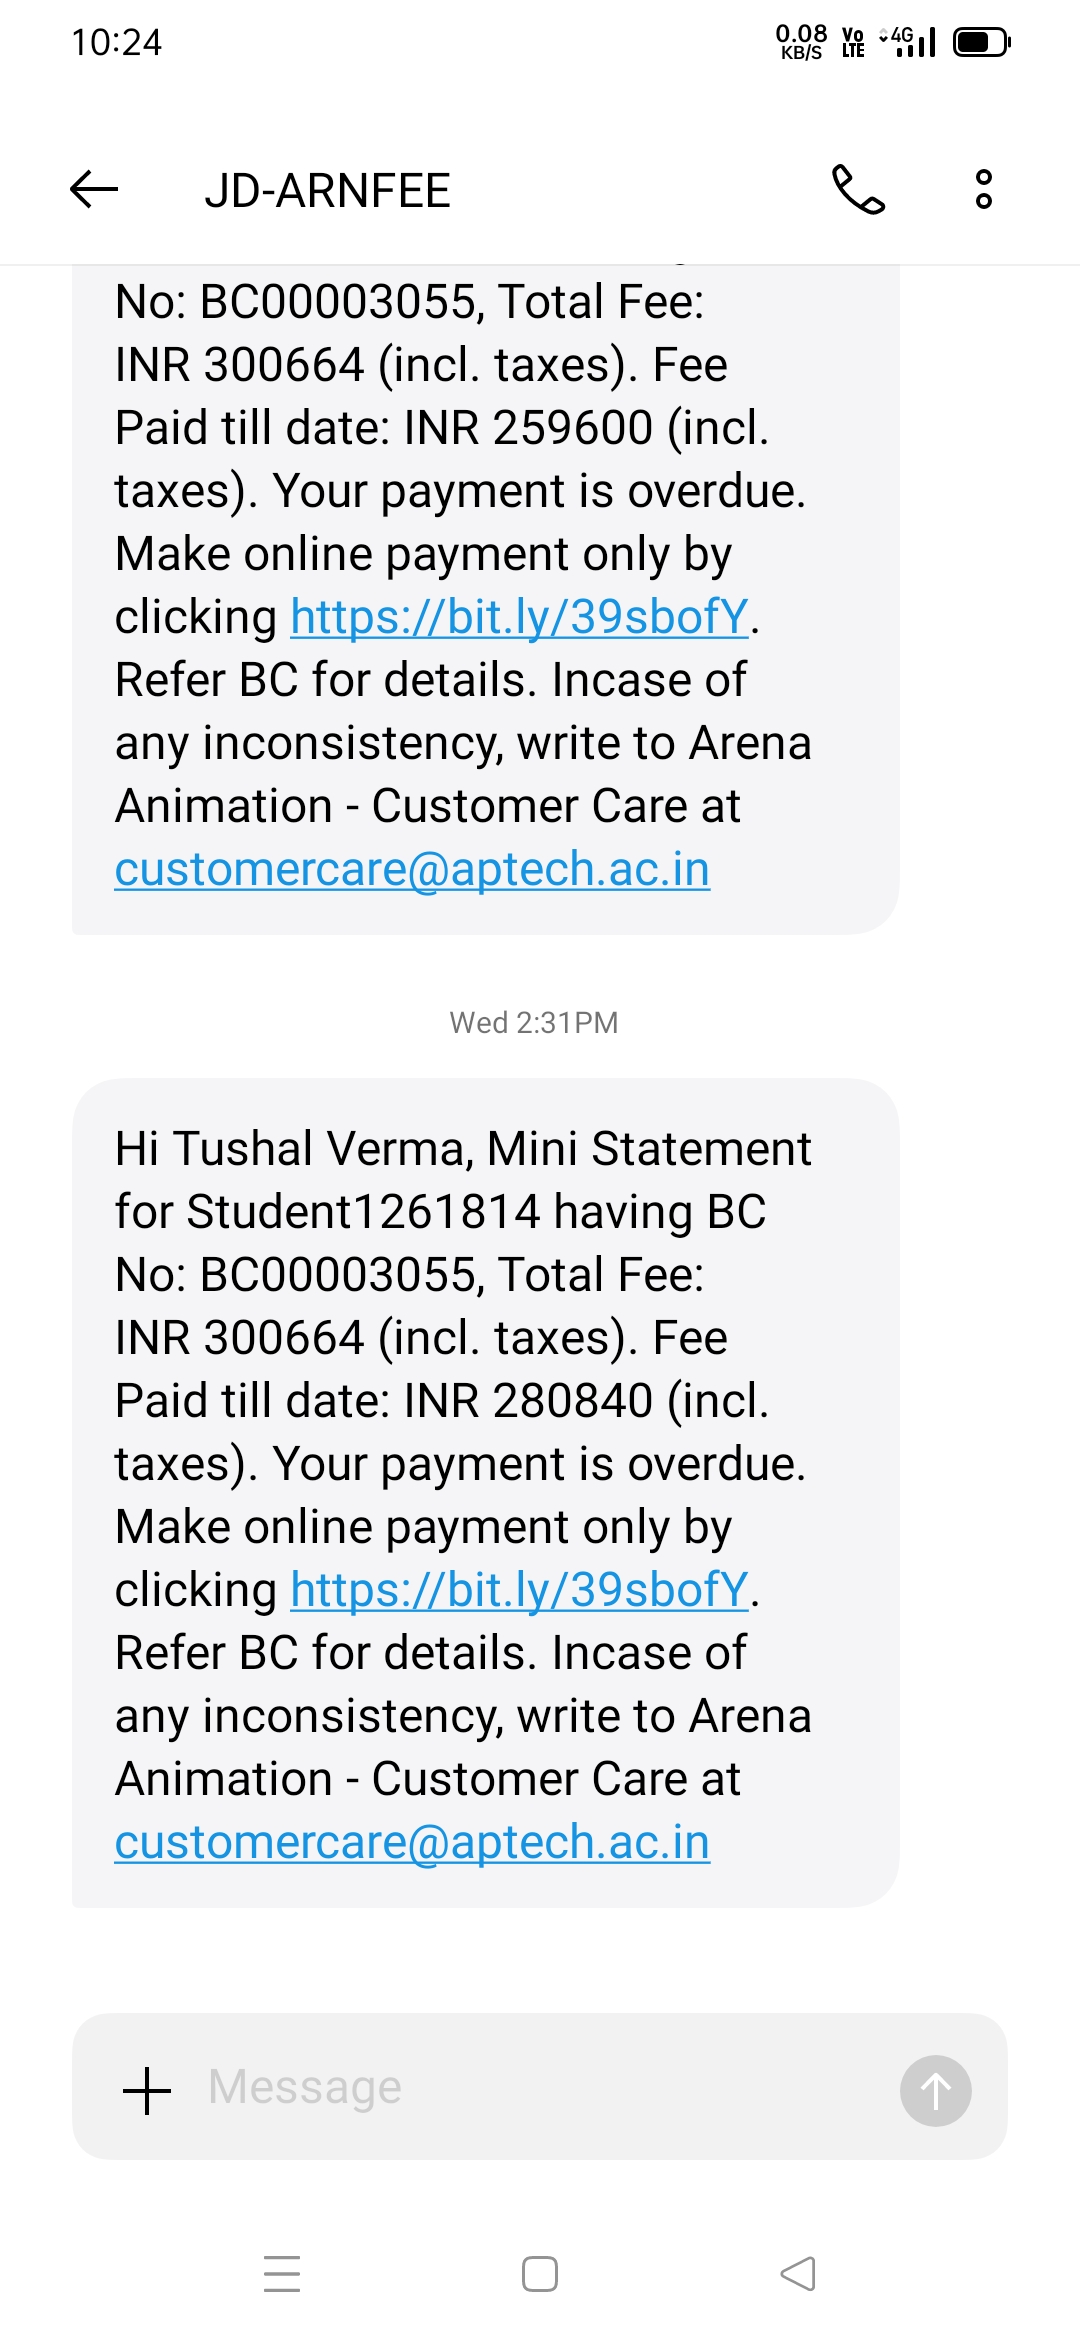 10:24
0.08
KB/S
Vo
LTE
4G
JD-ARNFEE
No: BC00003055, Total Fee:
INR 300664 (incl. taxes). Fee
Paid till date: INR 259600 (incl.
taxes). Your payment is overdue.
Make online payment only by
clicking https://bit.ly/39sbofY.
Refer BC for details. Incase of
any inconsistency, write to Arena
Animation - Customer Care at
customercare@aptech.ac.in
Wed 2:31PM
Hi Tushal Verma, Mini Statement
for Student1261814 having BC
No: BC00003055, Total Fee:
INR 300664 (incl. taxes). Fee
Paid till date: INR 280840 (incl.
taxes). Your payment is overdue.
Make online payment only by
clicking https://bit.ly/39sbofY.
Refer BC for details. Incase of
any inconsistency, write to Arena
Animation - Customer Care at
customercare@aptech.ac.in
Message